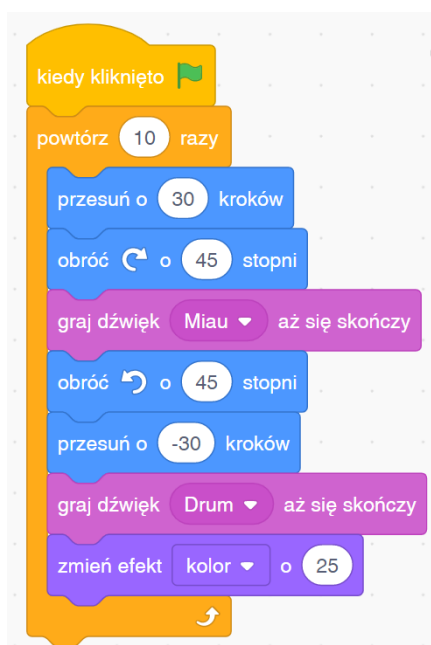 kiedy kliknięto
powtórz 10 razy
przesuń o 30 kroków
obróć o 45 stopni
graj dźwięk Miau aż się skończy
obróć o 45 stopni
przesuń o -30 kroków
graj dźwięk Drum aż się skończy
zmień efekt kolor o 25